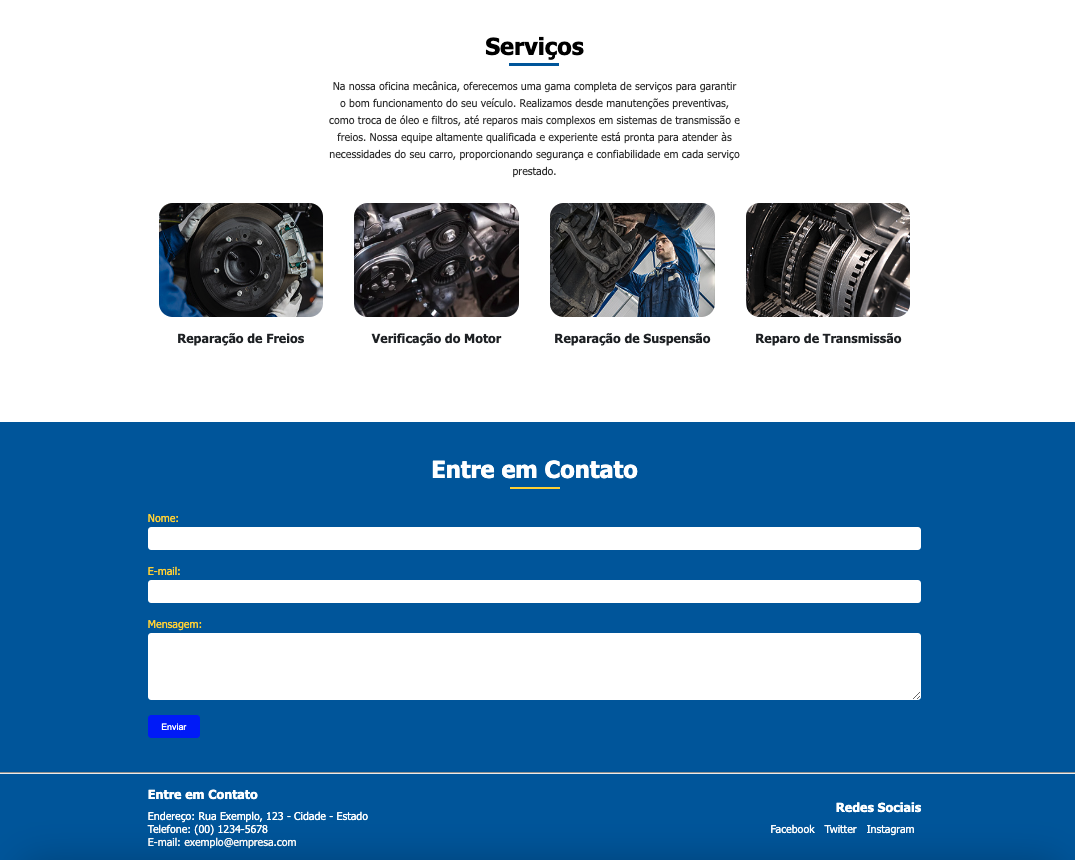 Serviços
Na nossa oficina mecânica, oferecemos uma gama completa de serviços para garantir
o bom funcionamento do seu veículo. Realizamos desde manutenções preventivas,
como troca de óleo e filtros, até reparos mais complexos em sistemas de transmissão e
freios. Nossa equipe altamente qualificada e experiente está pronta para atender às
necessidades do seu carro, proporcionando segurança e confiabilidade em cada serviço
prestado.
Reparação de Freios
Verificação do Motor
Reparação de Suspensão
Reparo de Transmissão
Entre em Contato
Nome:
E-mail:
Mensagem:
Enviar
Entre em Contato
Endereço: Rua Exemplo, 123 - Cidade - Estado
Telefone: (00) 1234-5678
E-mail: exemplo@empresa.com
Redes Sociais
Facebook Twitter Instagram